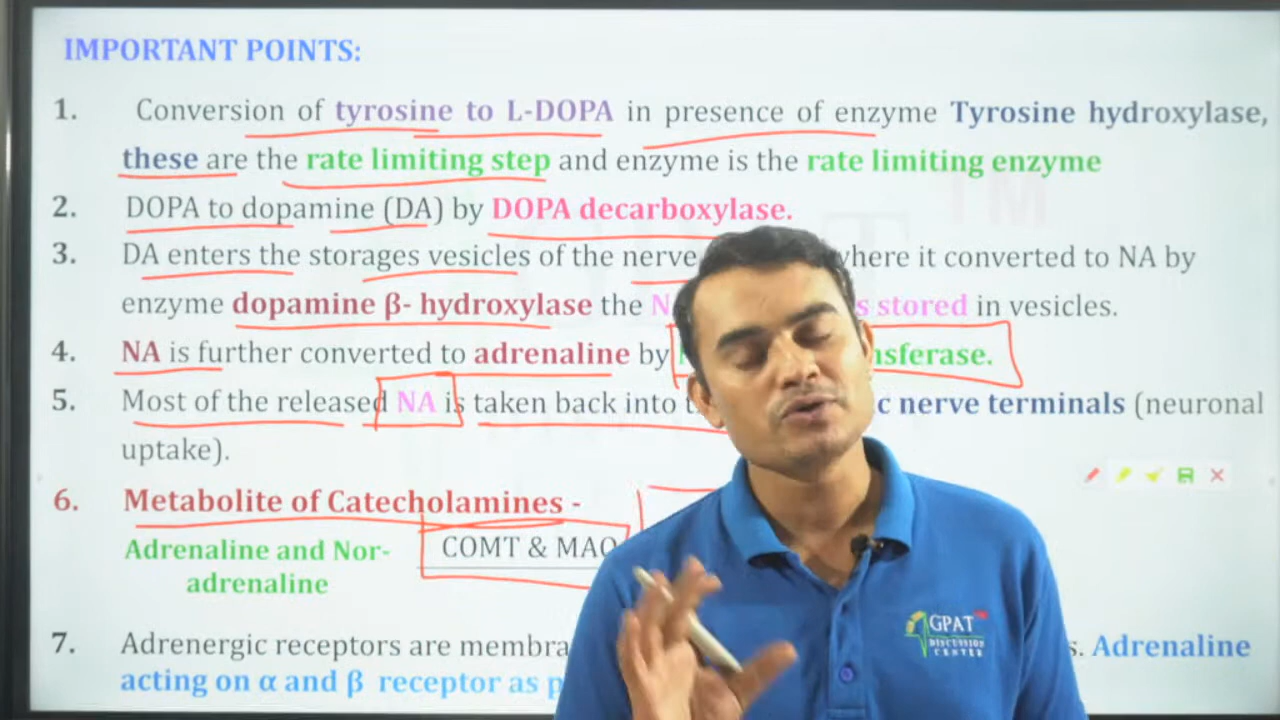 IMPORTANT POINTS:
1. Conversion of tyrosine to L-DOPA in presence of enzyme Tyrosine hydroxylase,
these are the rate limiting step and enzyme is the rate limiting enzyme
2. DOPA to dopamine (DA) by DOPA decarboxylase.
3. DA enters the storages vesicles of the nerve where it converted to NA by
enzyme dopamine β- hydroxylase the stored in vesicles.
4. NA is further converted to adrenaline by
5. Most of the released NA is taken back into nerve terminals (neuronal
uptake).
6. Metabolite of Catecholamines -
Adrenaline and Nor-
adrenaline
COMT & MAO
7. Adrenergic receptors are Adrenaline
acting on α and β receptor as
GPAT
DISCUSSION
CENTER